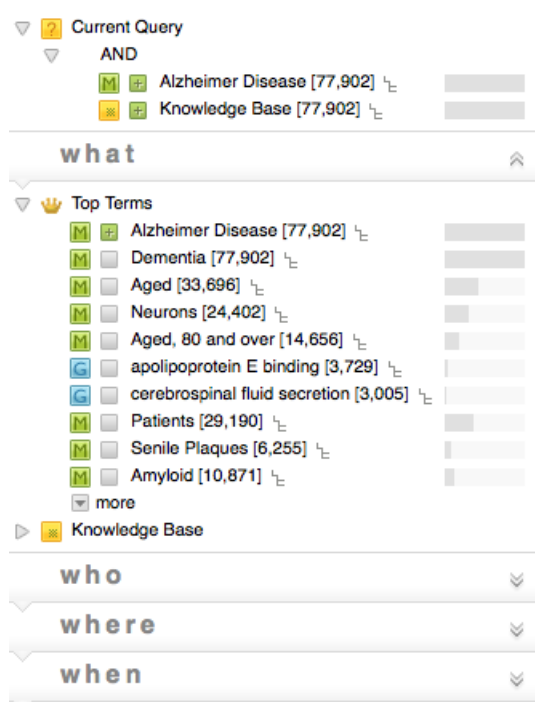 ? Current Query
AND
M + Alzheimer Disease [77,902]
+ Knowledge Base [77,902]
what
Top Terms
M + Alzheimer Disease [77,902]
M Dementia [77,902]
M Aged [33,696]
M Neurons [24,402]
M Aged, 80 and over [14,656]
G apolipoprotein E binding [3,729]
G cerebrospinal fluid secretion [3,005]
M Patients [29,190]
M Senile Plaques [6,255]
M Amyloid [10,871]
more
Knowledge Base
who
where
when